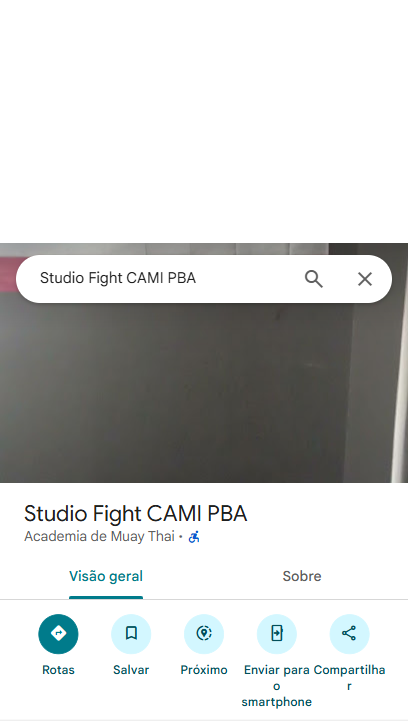 Studio Fight CAMI PBA
Studio Fight CAMI PBA
Academia de Muay Thai ·
Visão geral
Sobre
Rotas
Salvar
Próximo
Enviar para o smartphone
Compartilhar